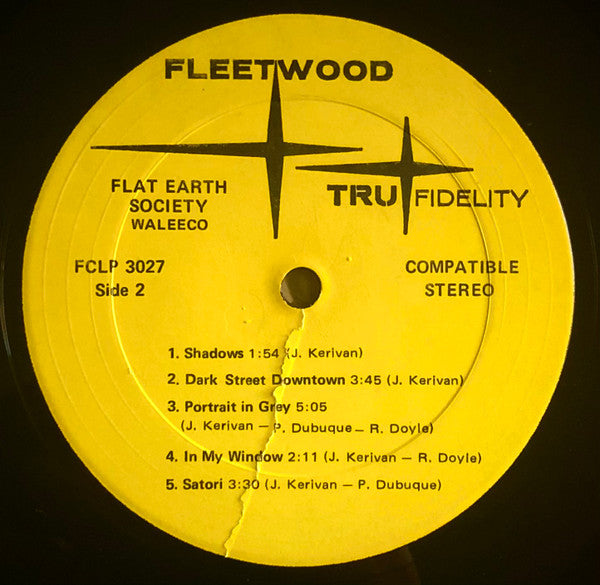 FLEETWOOD
TRU FIDELITY
FLAT EARTH
SOCIETY
WALEECO
FCLP 3027
Side 2
COMPATIBLE
STEREO
1. Shadows 1:54 (J. Kerivan)
2. Dark Street Downtown 3:45 (J. Kerivan)
3. Portrait in Grey 5:05
(J. Kerivan — P. Dubuque — R. Doyle)
4. In My Window 2:11 (J. Kerivan — R. Doyle)
5. Satori 3:30 (J. Kerivan — P. Dubuque)